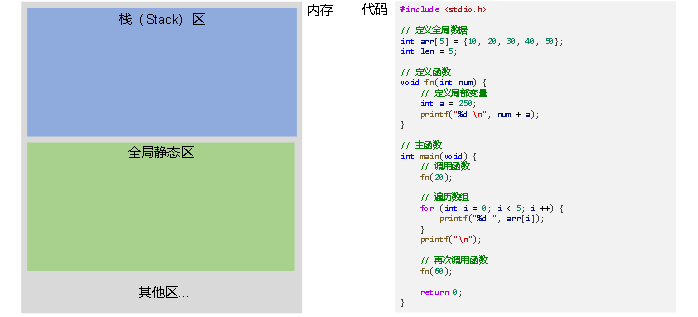 栈（Stack）区
全局静态区
其他区...
内存
代码
#include <stdio.h>
// 定义全局数据
int arr[5] = {10, 20, 30, 40, 50};
int len = 5;
// 定义函数
void fn(int num) {
// 定义局部变量
int a = 250;
printf("%d \n", num + a);
}
// 主函数
int main(void) {
// 调用函数
fn(20);
// 遍历数组
for (int i = 0; i < 5; i ++) {
printf("%d ", arr[i]);
}
printf("\n");
// 再次调用函数
fn(60);
return 0;
}